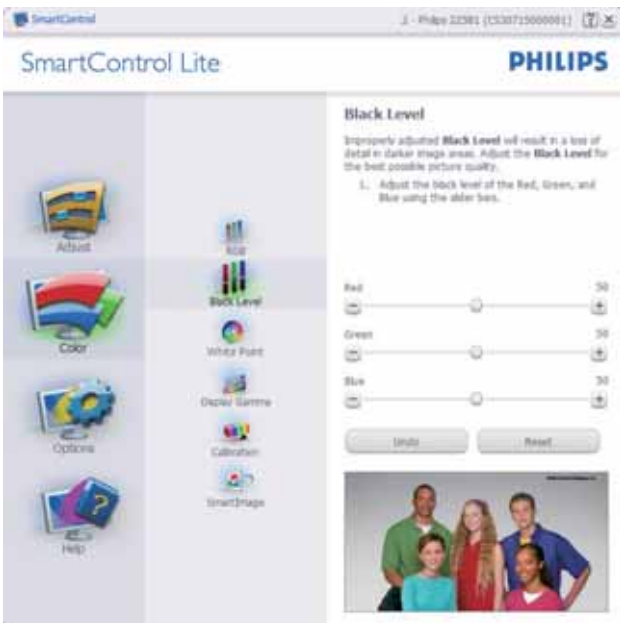 SmartControl
SmartControl Lite
PHILIPS
Adjust
Color
Options
Help
RGB
Black Level
White Point
Display Gamma
Calibration
SmartImage
Black Level
Improperly adjusted Black Level will result in a loss of
detail in darker image areas. Adjust the Black Level for
the best possible picture quality.
1. Adjust the black level of the Red, Green, and
Blue using the slider bars.
Red 50
Green 50
Blue 50
Undo Reset